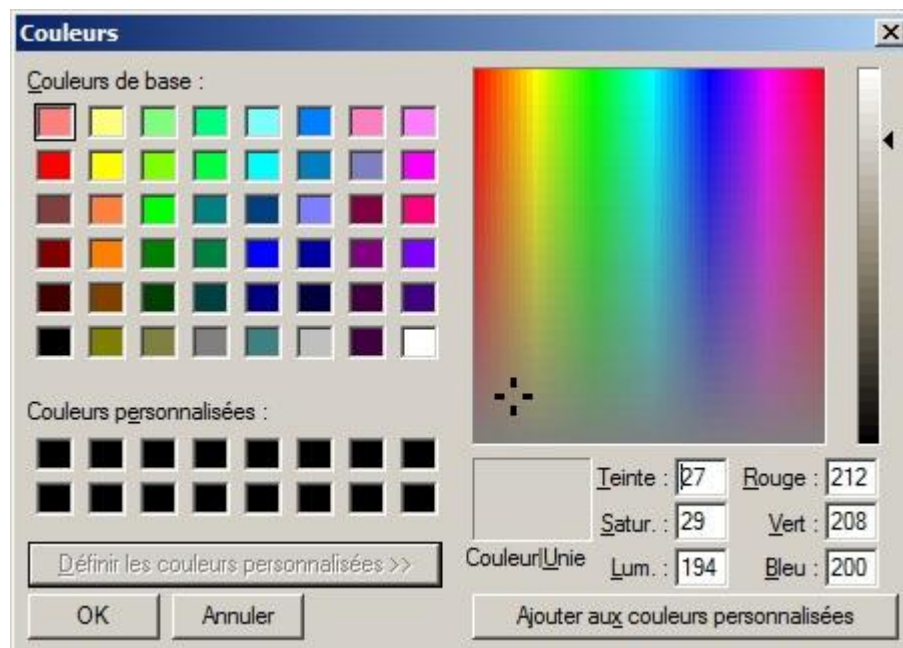 Couleurs
Couleurs de base :
Couleurs personnalisées :
Définir les couleurs personnalisées >>
OK Annuler
Couleur|Unie
Teinte : 27 Rouge : 212
Satur. : 29 Vert : 208
Lum. : 194 Bleu : 200
Ajouter aux couleurs personnalisées